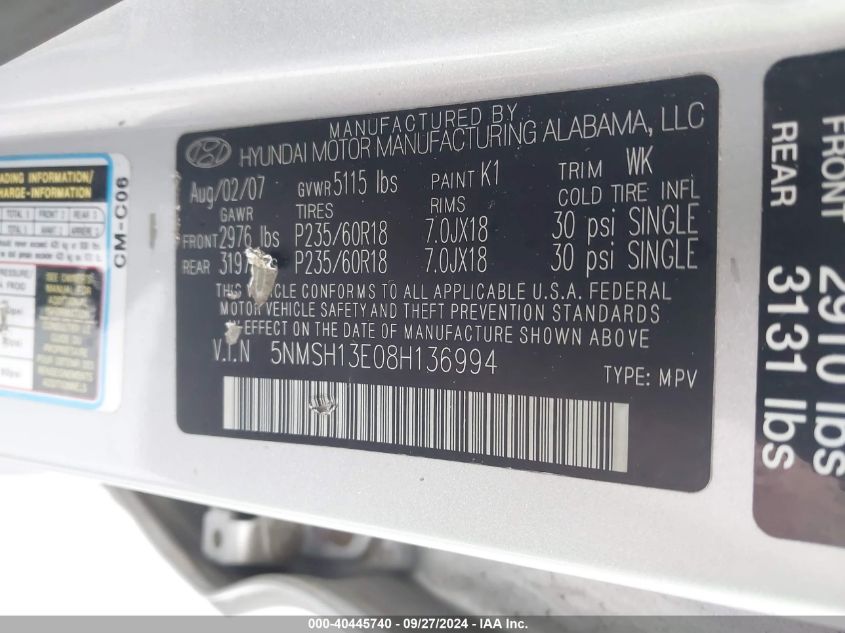 MANUFACTURED BY
HYUNDAI MOTOR MANUFACTURING ALABAMA, LLC
Aug/02/07 GVWR 5115 lbs PAINT K1 TRIM WK
GAWR TIRES RIMS COLD TIRE INFL
FRONT 2976 lbs P235/60R18 7.0JX18 30 psi SINGLE
REAR 3197 P235/60R18 7.0JX18 30 psi SINGLE
THIS VEHICLE CONFORMS TO ALL APPLICABLE U.S.A. FEDERAL
MOTOR VEHICLE SAFETY AND THEFT PREVENTION STANDARDS
EFFECT ON THE DATE OF MANUFACTURE SHOWN ABOVE
V.I.N 5NMSH13E08H136994
TYPE: MPV
CM-C06
FRONT 2910 lbs
REAR 3131 lbs
000-40445740 - 09/27/2024 - IAA Inc.